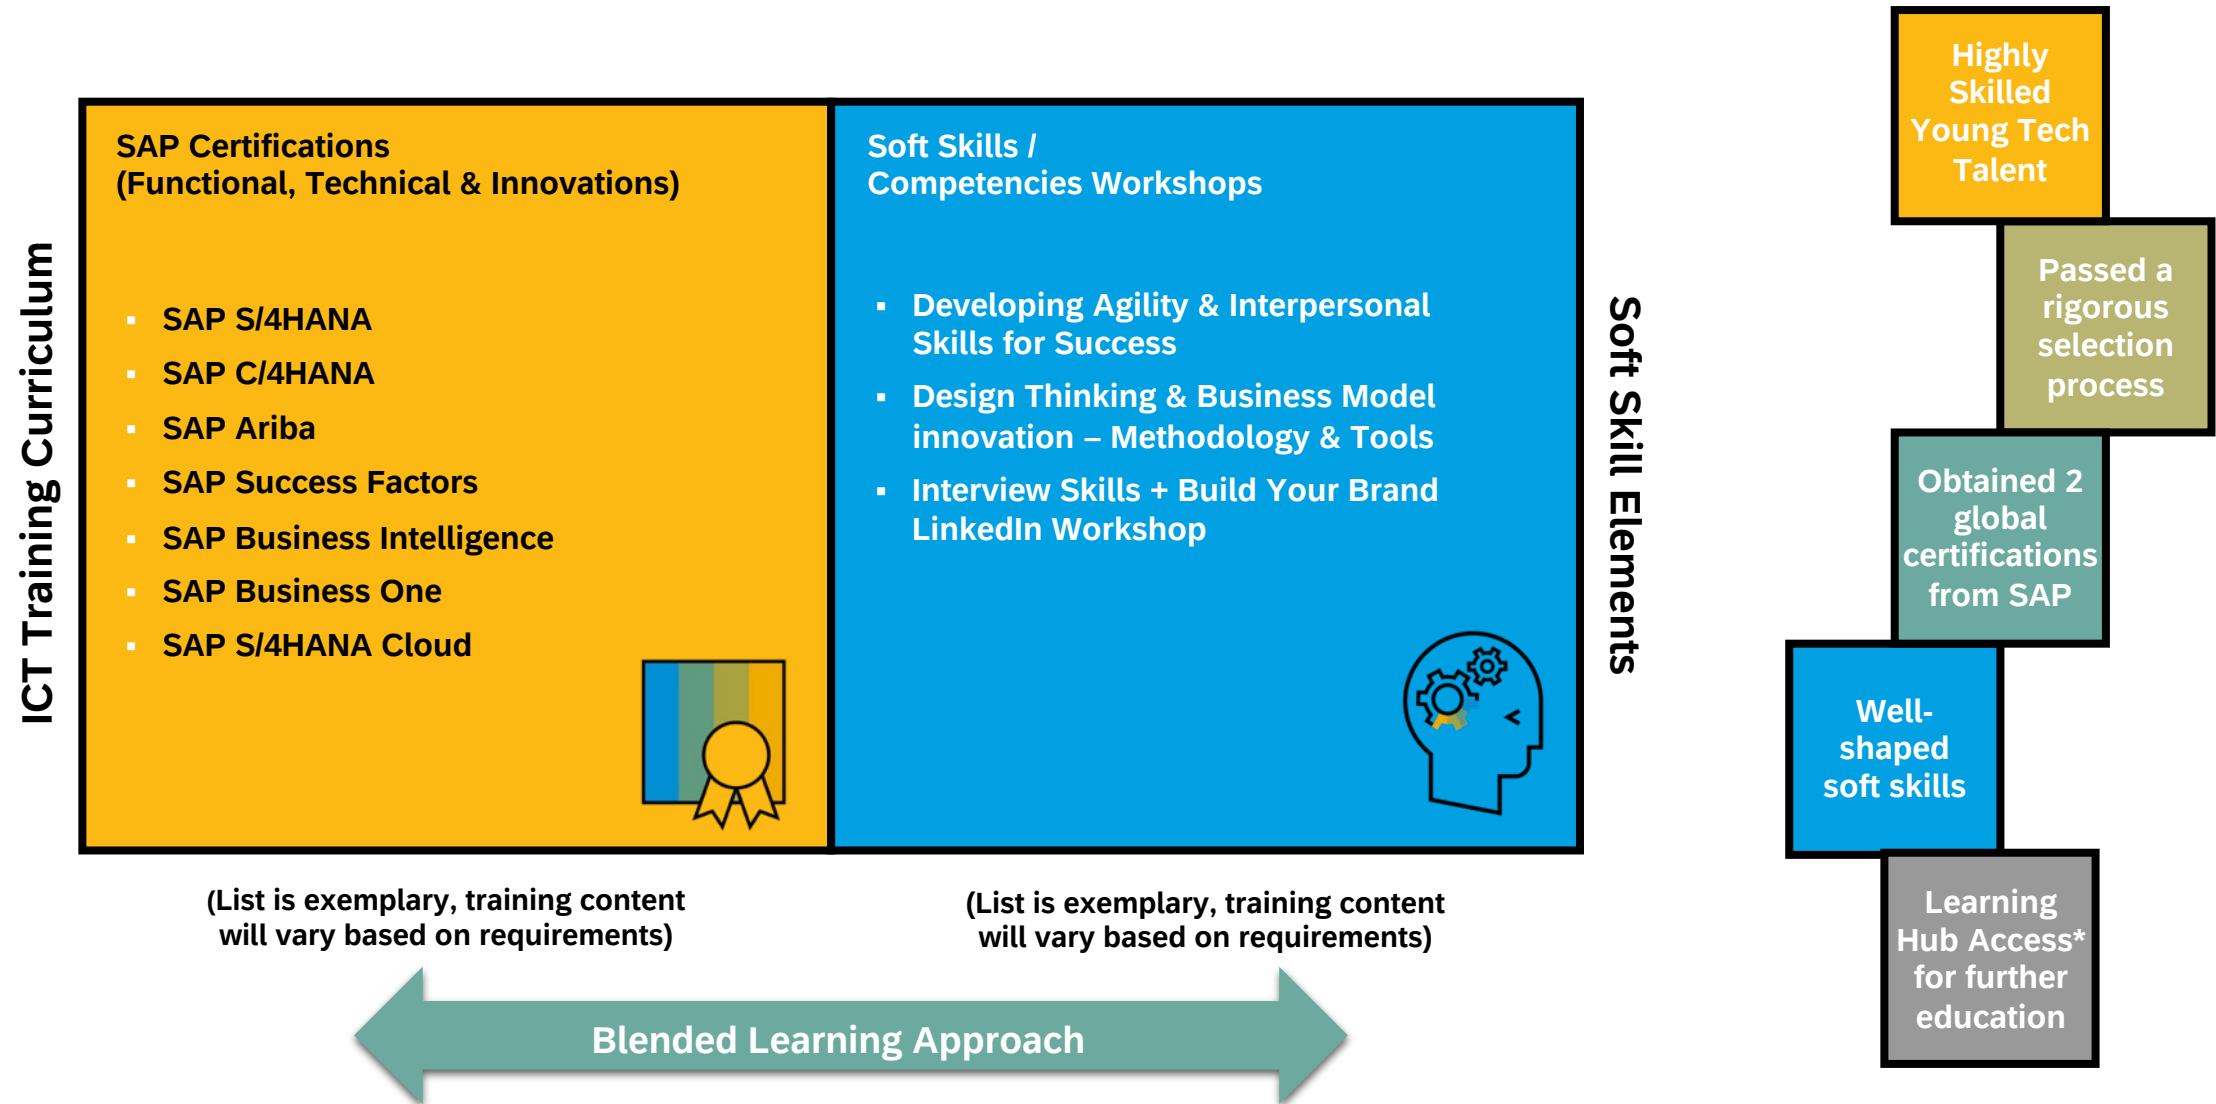 ICT Training Curriculum
SAP Certifications
(Functional, Technical & Innovations)
▪ SAP S/4HANA
▪ SAP C/4HANA
▪ SAP Ariba
▪ SAP Success Factors
▪ SAP Business Intelligence
▪ SAP Business One
▪ SAP S/4HANA Cloud
(List is exemplary, training content
will vary based on requirements)
Soft Skills /
Competencies Workshops
▪ Developing Agility & Interpersonal
Skills for Success
▪ Design Thinking & Business Model
innovation – Methodology & Tools
▪ Interview Skills + Build Your Brand
LinkedIn Workshop
(List is exemplary, training content
will vary based on requirements)
Soft Skill Elements
Blended Learning Approach
Highly
Skilled
Young Tech
Talent
Passed a
rigorous
selection
process
Obtained 2
global
certifications
from SAP
Well-
shaped
soft skills
Learning
Hub Access*
for further
education